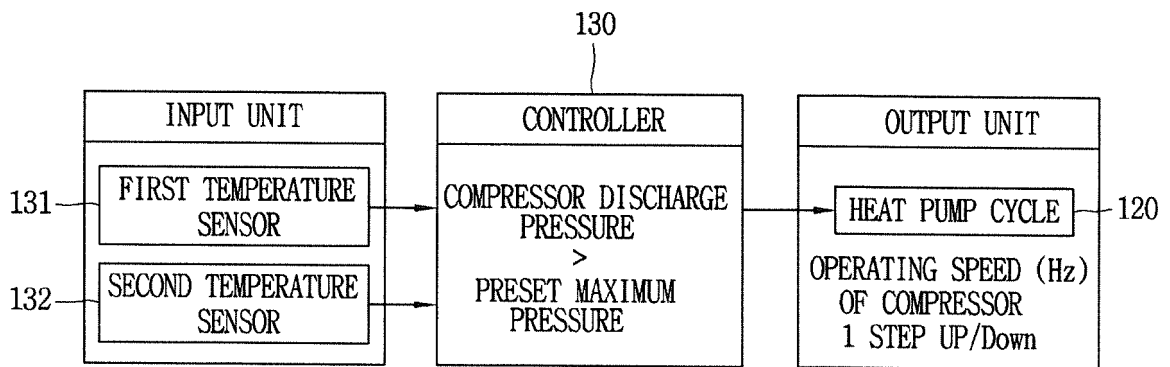 130
INPUT UNIT
131
FIRST TEMPERATURE
SENSOR
132
SECOND TEMPERATURE
SENSOR
CONTROLLER
COMPRESSOR DISCHARGE
PRESSURE
>
PRESET MAXIMUM
PRESSURE
OUTPUT UNIT
HEAT PUMP CYCLE
120
OPERATING SPEED (Hz)
OF COMPRESSOR
1 STEP UP/Down